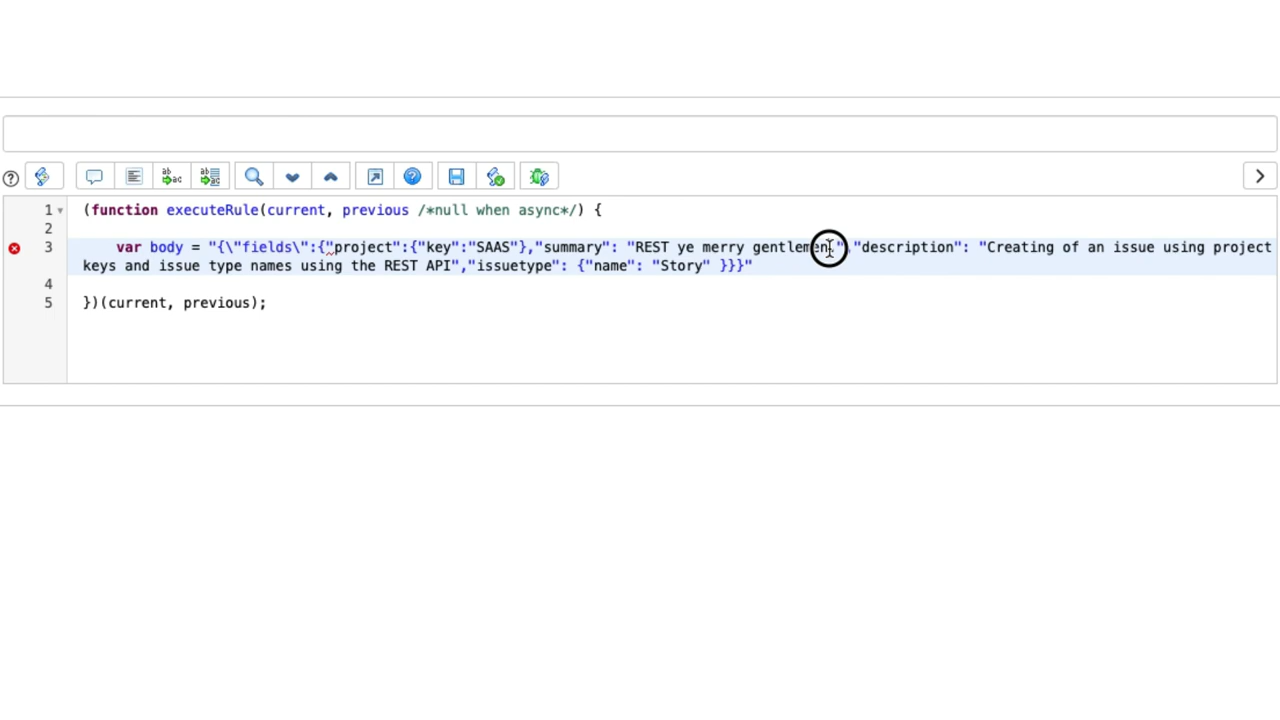 1 (function executeRule(current, previous /*null when async*/) {
2
3 var body = "{\"fields\":{"project":{"key":"SAAS"},"summary": "REST ye merry gentlemen.","description": "Creating of an issue using project
keys and issue type names using the REST API","issuetype": {"name": "Story" }}}"
4
5 })(current, previous);